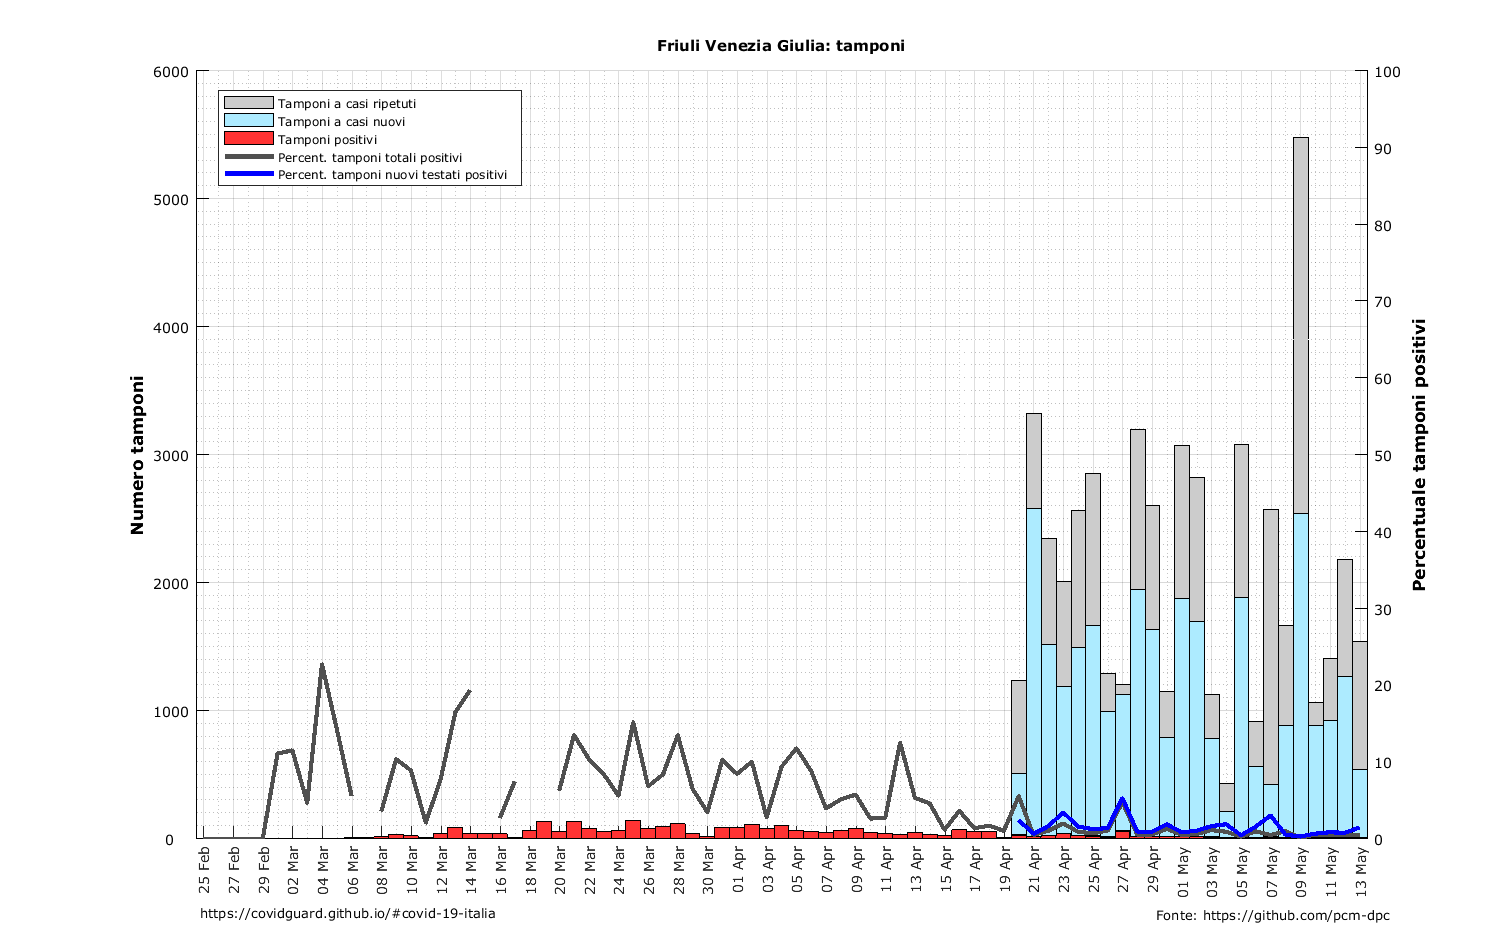 Friuli Venezia Giulia: tamponi
Tamponi a casi ripetuti
Tamponi a casi nuovi
Tamponi positivi
Percent. tamponi totali positivi
Percent. tamponi nuovi testati positivi
Numero tamponi
6000
5000
4000
3000
2000
1000
0
Percentuale tamponi positivi
100
90
80
70
60
50
40
30
20
10
0
25 Feb
27 Feb
29 Feb
02 Mar
04 Mar
06 Mar
08 Mar
10 Mar
12 Mar
14 Mar
16 Mar
18 Mar
20 Mar
22 Mar
24 Mar
26 Mar
28 Mar
30 Mar
01 Apr
03 Apr
05 Apr
07 Apr
09 Apr
11 Apr
13 Apr
15 Apr
17 Apr
19 Apr
21 Apr
23 Apr
25 Apr
27 Apr
29 Apr
01 May
03 May
05 May
07 May
09 May
11 May
13 May
https://covidguard.github.io/#covid-19-italia
Fonte: https://github.com/pcm-dpc